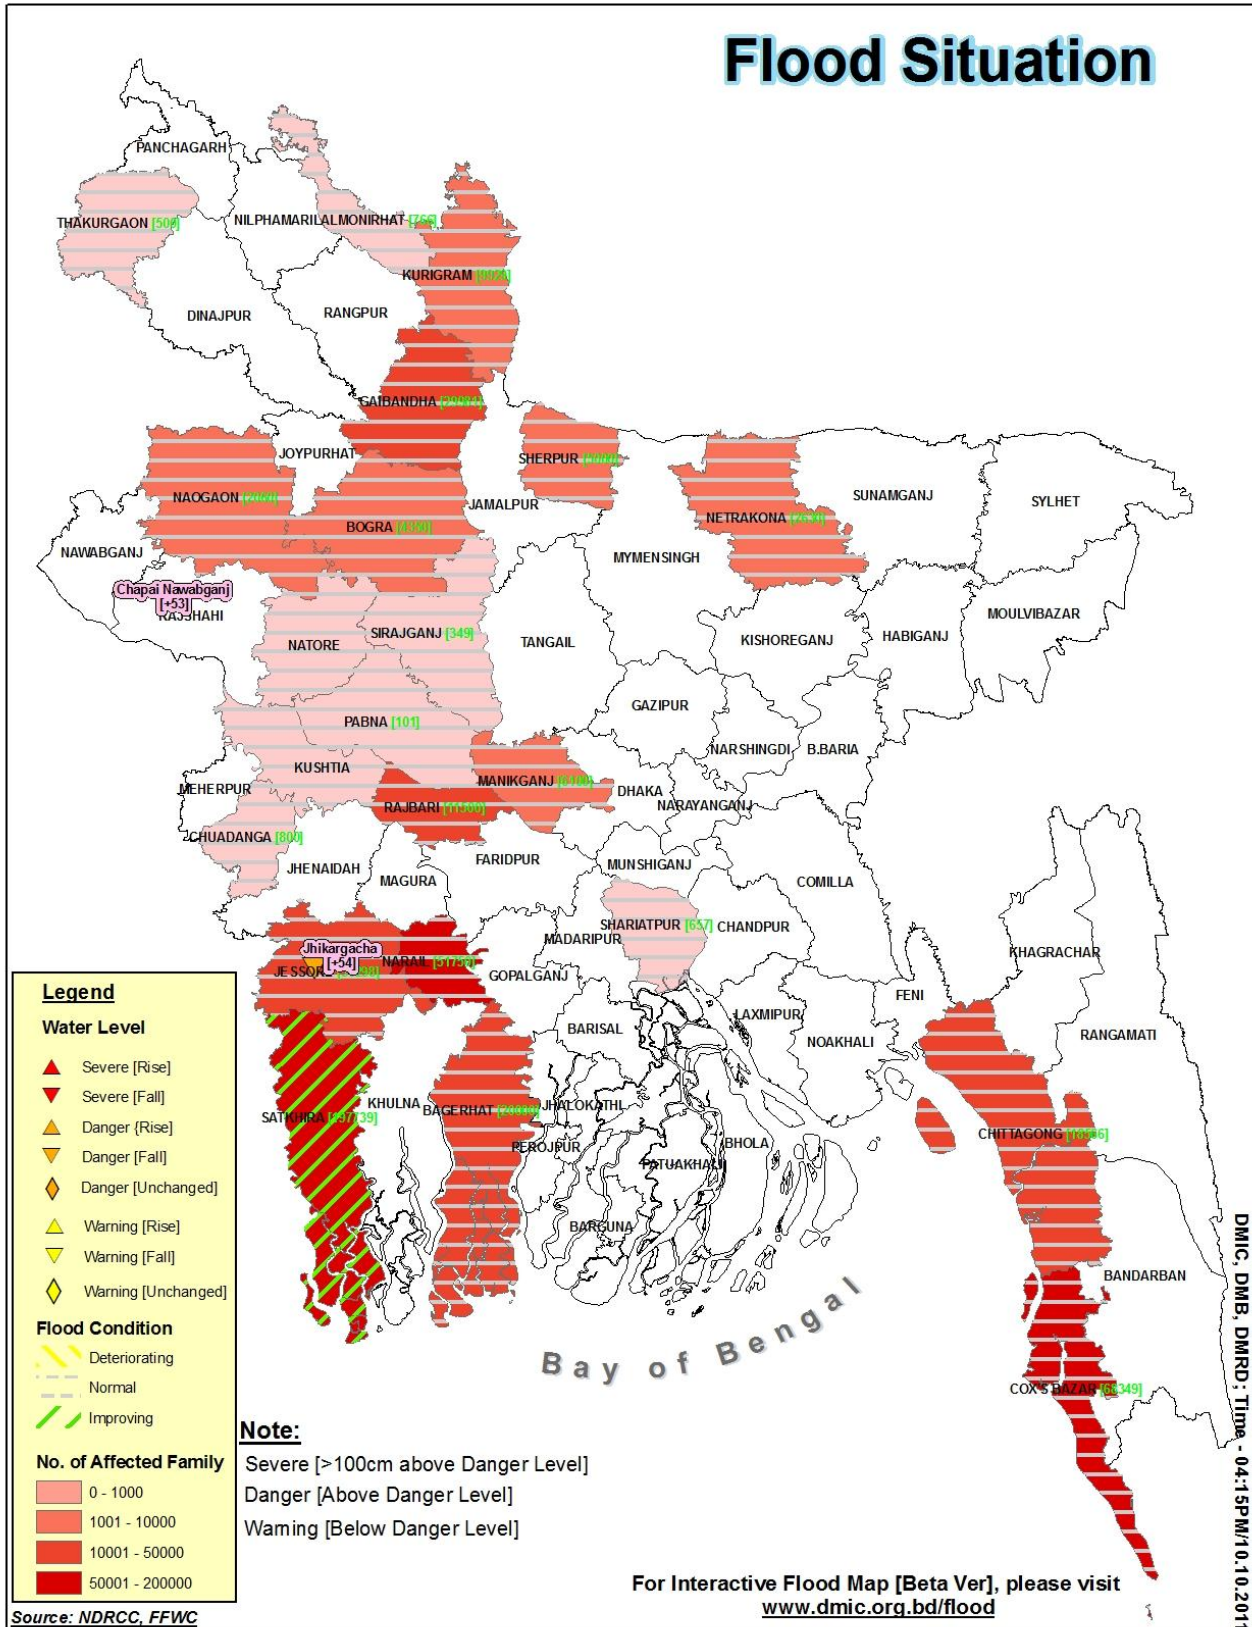 Flood Situation
PANCHAGARH
THAKURGAON [506]
NILPHAMARI
LALMONIRHAT [766]
KURIGRAM
DINAJPUR
RANGPUR
GAIBANDHA
JOYPURHAT
SHERPUR
NAOGAON
JAMALPUR
BOGRA
NETRAKONA
SUNAMGANJ
SYLHET
NAWABGANJ
MYMENSINGH
Chapai Nawabganj
[+53]
RAJSHAHI
NATORE
SIRAJGANJ [349]
TANGAIL
KISHOREGANJ
HABIGANJ
MOULVIBAZAR
GAZIPUR
PABNA [101]
NARSHINGDI
B.BARIA
KUSHTIA
MEHERPUR
MANIKGANJ
DHAKA
NARAYANGANJ
RAJBARI
CHUADANGA [800]
JHENAIDAH
MAGURA
FARIDPUR
MUNSHIGANJ
COMILLA
SHARIATPUR [657]
CHANDPUR
MADARIPUR
KHAGRACHAR
Jhikargacha
[+54]
JESSORE
NARAIL
GOPALGANJ
FENI
BARISAL
LAXMIPUR
NOAKHALI
RANGAMATI
KHULNA
SATKHIRA [197739]
BAGERHAT
JHALOKATHI
PEROJPUR
BHOLA
PATUAKHALI
BARGUNA
CHITTAGONG
BANDARBAN
COX'S BAZAR [68349]
Bay of Bengal
Legend
Water Level
Severe [Rise]
Severe [Fall]
Danger {Rise]
Danger [Fall]
Danger [Unchanged]
Warning [Rise]
Warning [Fall]
Warning [Unchanged]
Flood Condition
Deteriorating
Normal
Improving
No. of Affected Family
0 - 1000
1001 - 10000
10001 - 50000
50001 - 200000
Source: NDRCC, FFWC
Note:
Severe [>100cm above Danger Level]
Danger [Above Danger Level]
Warning [Below Danger Level]
For Interactive Flood Map [Beta Ver], please visit
www.dmic.org.bd/flood
DMIC, DMB, DMRD; Time - 04:15PM/10.10.2011